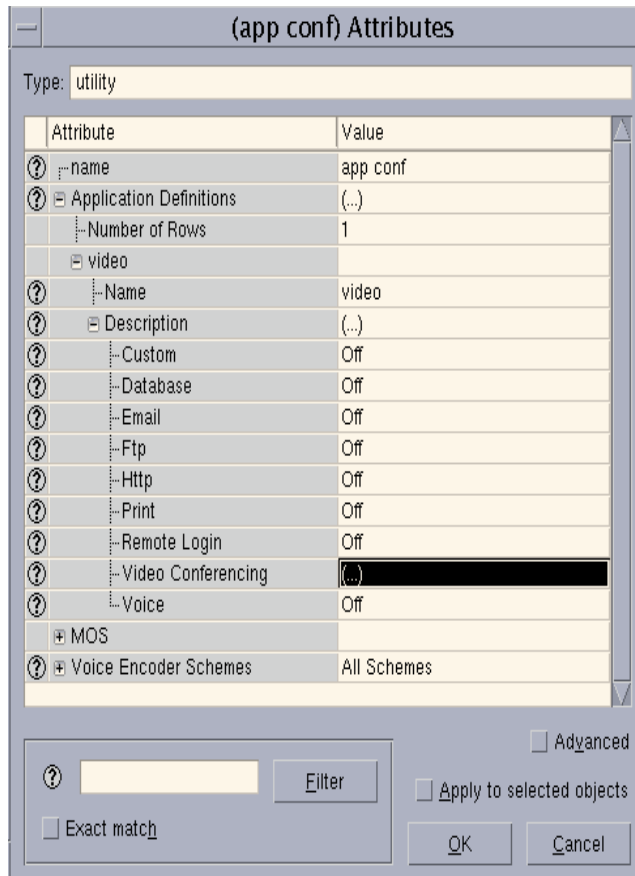 (app conf) Attributes
Type: utility
Attribute Value
name app conf
Application Definitions (...)
Number of Rows 1
video
Name video
Description (...)
Custom Off
Database Off
Email Off
Ftp Off
Http Off
Print Off
Remote Login Off
Video Conferencing (...)
Voice Off
MOS
Voice Encoder Schemes All Schemes
Advanced
Filter
Apply to selected objects
Exact match
OK Cancel